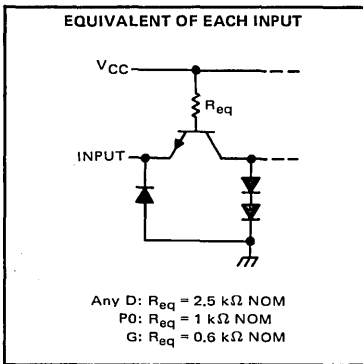 EQUIVALENT OF EACH INPUT
VCC
Req
INPUT
Any D: Req = 2.5 kΩ NOM
P0: Req = 1 kΩ NOM
G: Req = 0.6 kΩ NOM